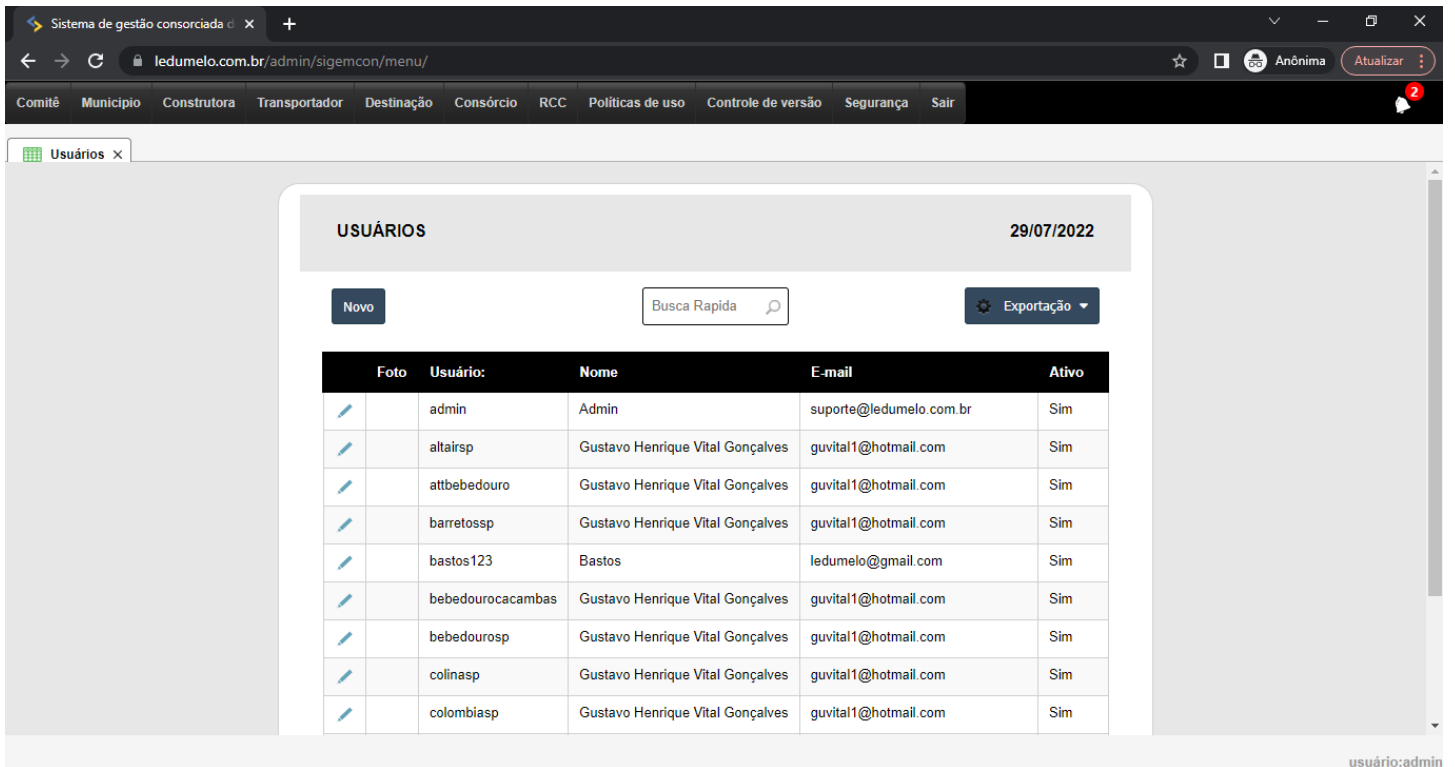 Sistema de gestão consorciada d
ledumelo.com.br/admin/sigemcon/menu/ Anônima Atualizar
Comitê Municipio Construtora Transportador Destinação Consórcio RCC Políticas de uso Controle de versão Segurança Sair 2
Usuários
USUÁRIOS 29/07/2022
Novo Busca Rapida Exportação
Foto Usuário: Nome E-mail Ativo
admin Admin suporte@ledumelo.com.br Sim
altairsp Gustavo Henrique Vital Gonçalves guvital1@hotmail.com Sim
attbebedouro Gustavo Henrique Vital Gonçalves guvital1@hotmail.com Sim
barretossp Gustavo Henrique Vital Gonçalves guvital1@hotmail.com Sim
bastos123 Bastos ledumelo@gmail.com Sim
bebedourocacambas Gustavo Henrique Vital Gonçalves guvital1@hotmail.com Sim
bebedourosp Gustavo Henrique Vital Gonçalves guvital1@hotmail.com Sim
colinasp Gustavo Henrique Vital Gonçalves guvital1@hotmail.com Sim
colombiasp Gustavo Henrique Vital Gonçalves guvital1@hotmail.com Sim
usuário:admin